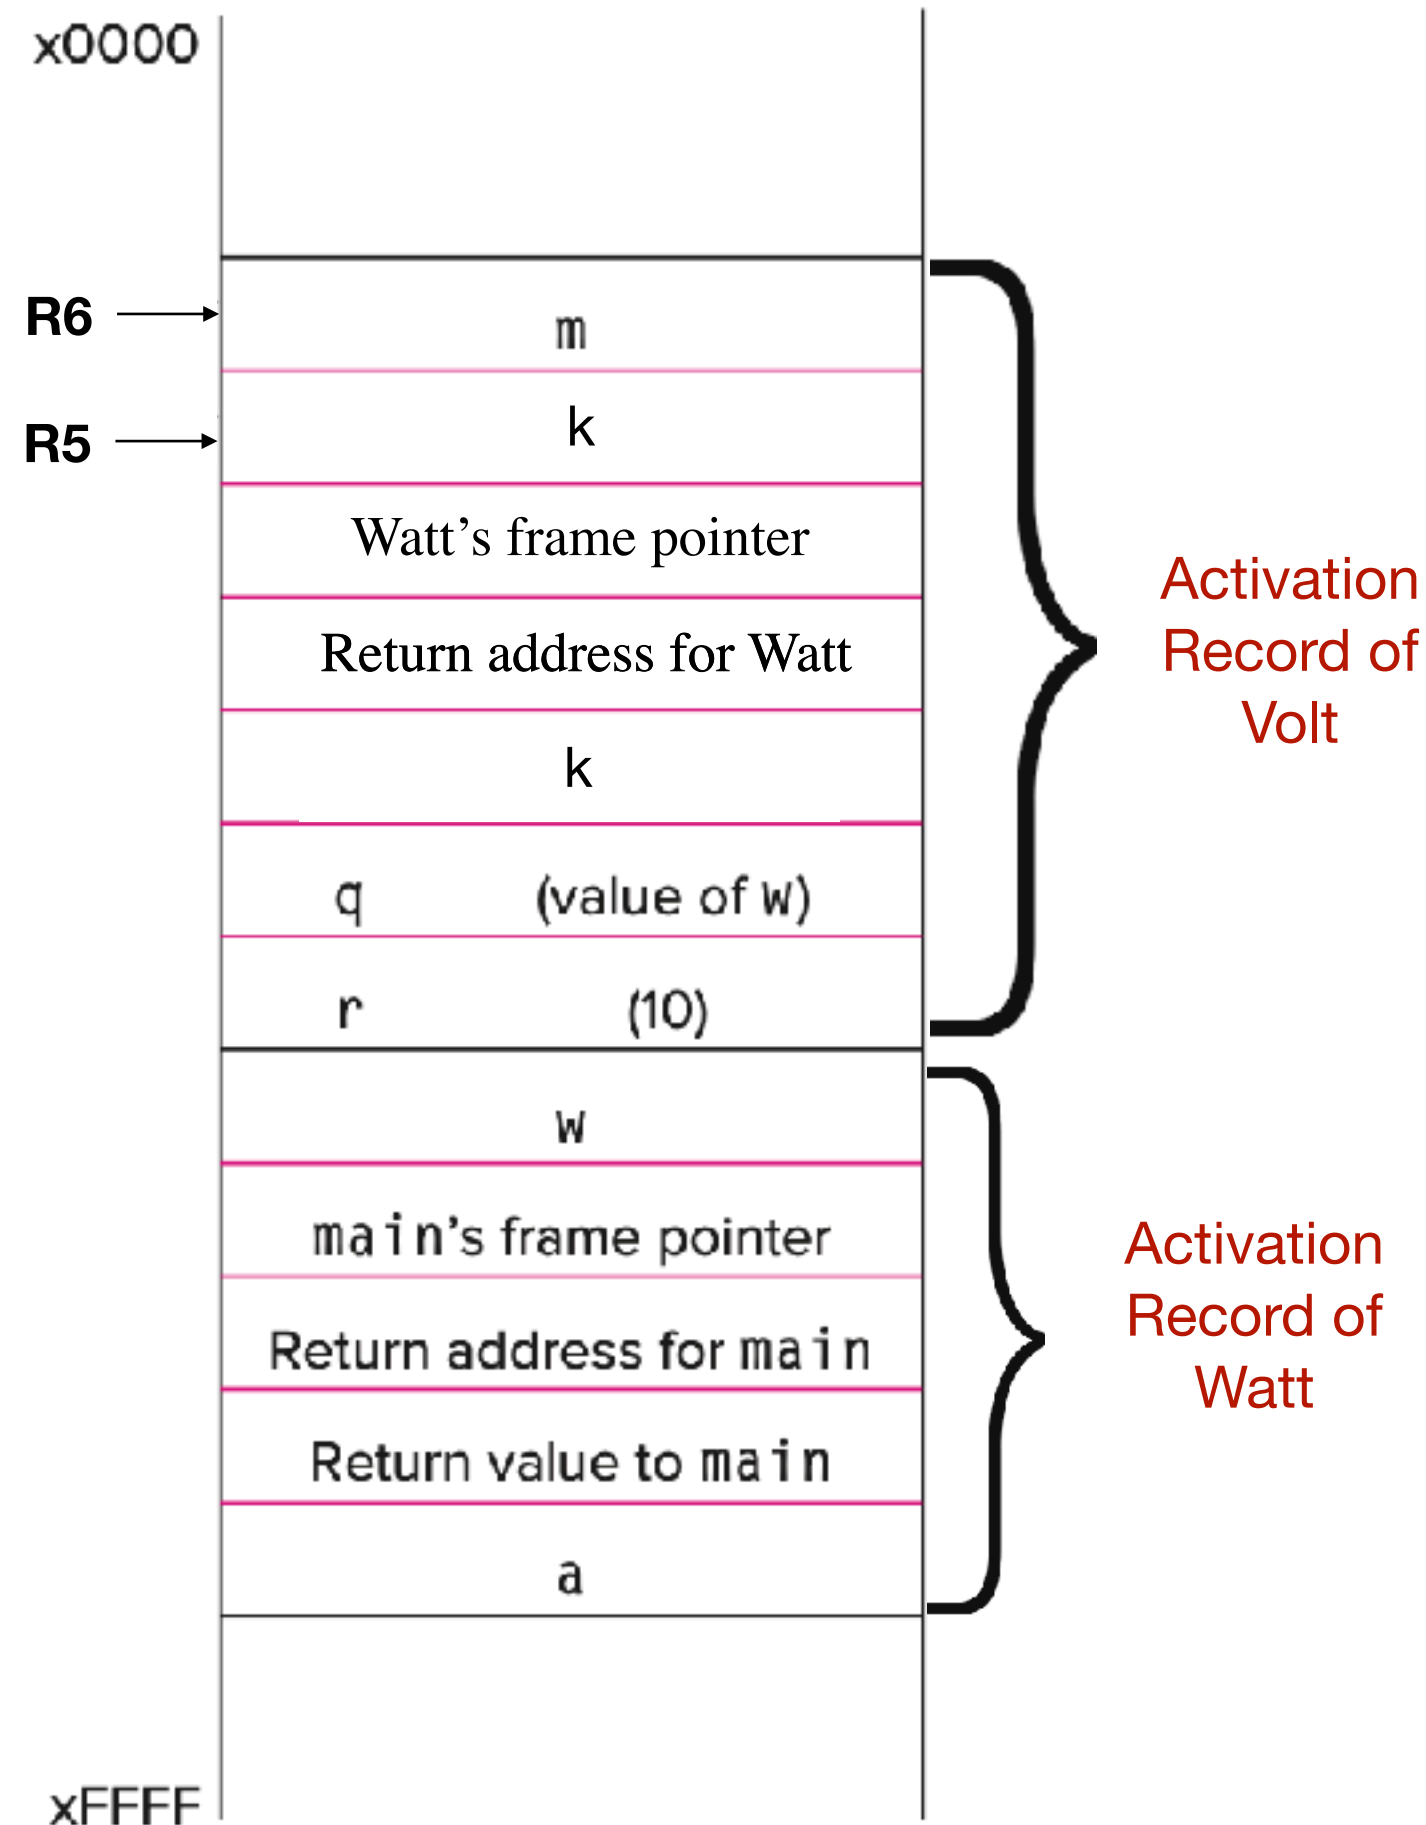 x0000
R6
m
R5
k
Watt’s frame pointer
Return address for Watt
k
q (value of w)
r (10)
Activation
Record of
Volt
w
main’s frame pointer
Return address for main
Return value to main
a
Activation
Record of
Watt
xFFFF